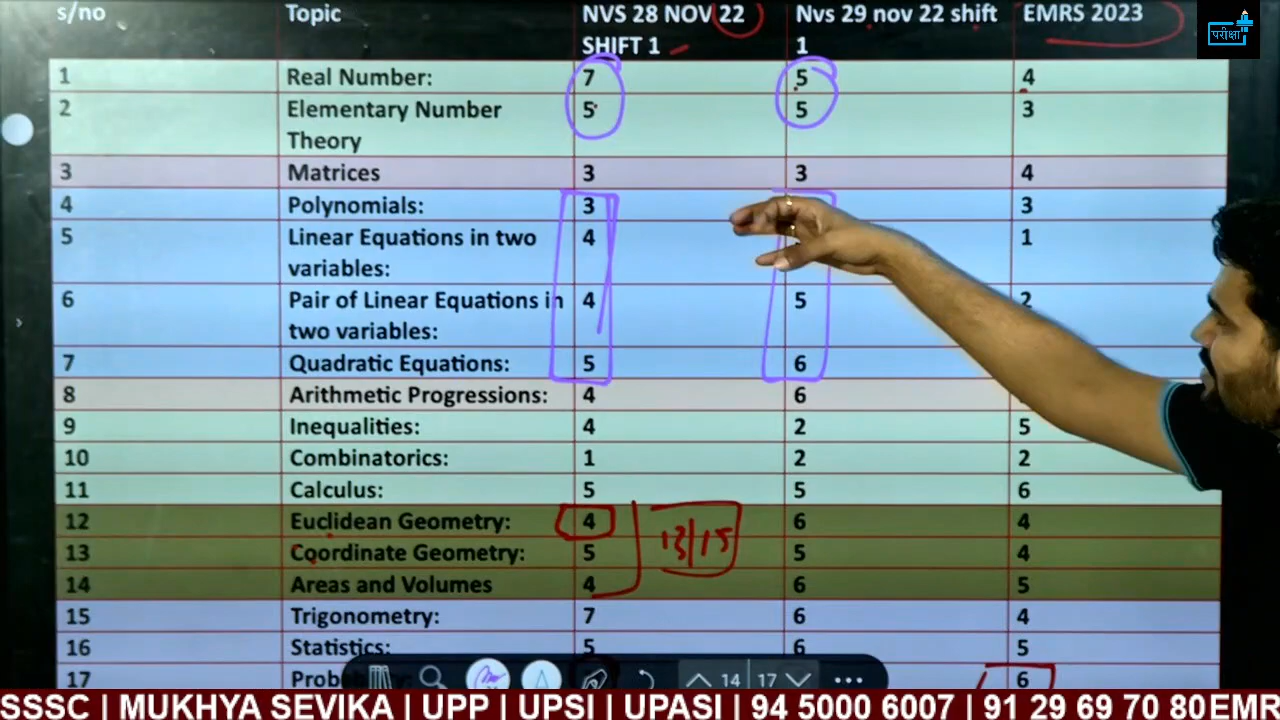 s/no Topic NVS 28 NOV 22 Nvs 29 nov 22 shift EMRS 2023
SHIFT 1 1
परीक्षा
1 Real Number: 7 5 4
2 Elementary Number 5 5 3
Theory
3 Matrices 3 3 4
4 Polynomials: 3 3
5 Linear Equations in two 4 1
variables:
6 Pair of Linear Equations in 4 5 2
two variables:
7 Quadratic Equations: 5 6
8 Arithmetic Progressions: 4 6
9 Inequalities: 4 2 5
10 Combinatorics: 1 2 2
11 Calculus: 5 5 6
12 Euclidean Geometry: 4 6 4
13/15
13 Coordinate Geometry: 5 5 4
14 Areas and Volumes 4 6 5
15 Trigonometry: 7 6 4
16 Statistics: 5 6 5
17 6
14 17
SSSC | MUKHYA SEVIKA | UPP | UPSI | UPASI | 94 5000 6007 | 91 29 69 70 80 EMR